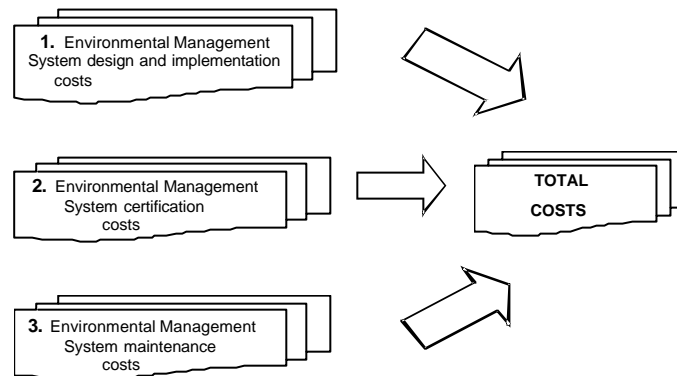 1. Environmental Management
System design and implementation
costs
2. Environmental Management
System certification
costs
TOTAL
COSTS
3. Environmental Management
System maintenance
costs